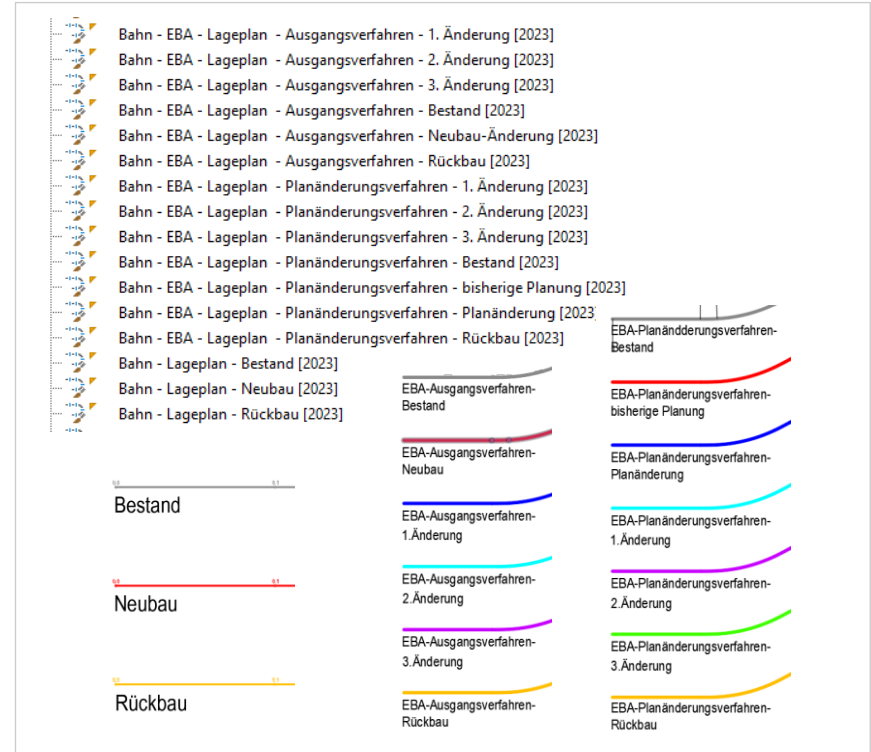 Bahn - EBA - Lageplan  - Ausgangsverfahren - 1. Änderung [2023]
Bahn - EBA - Lageplan  - Ausgangsverfahren - 2. Änderung [2023]
Bahn - EBA - Lageplan  - Ausgangsverfahren - 3. Änderung [2023]
Bahn - EBA - Lageplan  - Ausgangsverfahren - Bestand [2023]
Bahn - EBA - Lageplan  - Ausgangsverfahren - Neubau-Änderung [2023]
Bahn - EBA - Lageplan  - Ausgangsverfahren - Rückbau [2023]
Bahn - EBA - Lageplan  - Planänderungsverfahren - 1. Änderung [2023]
Bahn - EBA - Lageplan  - Planänderungsverfahren - 2. Änderung [2023]
Bahn - EBA - Lageplan  - Planänderungsverfahren - 3. Änderung [2023]
Bahn - EBA - Lageplan  - Planänderungsverfahren - Bestand [2023]
Bahn - EBA - Lageplan  - Planänderungsverfahren - bisherige Planung [2023]
Bahn - EBA - Lageplan  - Planänderungsverfahren - Planänderung [2023]
Bahn - EBA - Lageplan  - Planänderungsverfahren - Rückbau [2023]
Bahn - Lageplan - Bestand [2023]
Bahn - Lageplan - Neubau [2023]
Bahn - Lageplan - Rückbau [2023]
Bestand
Neubau
Rückbau
EBA-Ausgangsverfahren-
Bestand
EBA-Ausgangsverfahren-
Neubau
EBA-Ausgangsverfahren-
1.Änderung
EBA-Ausgangsverfahren-
2.Änderung
EBA-Ausgangsverfahren-
3.Änderung
EBA-Ausgangsverfahren-
Rückbau
EBA-Planändderungsverfahren-
Bestand
EBA-Planänderungsverfahren-
bisherige Planung
EBA-Planänderungsverfahren-
Planänderung
EBA-Planänderungsverfahren-
1.Änderung
EBA-Planänderungsverfahren-
2.Änderung
EBA-Planänderungsverfahren-
3.Änderung
EBA-Planänderungsverfahren-
Rückbau